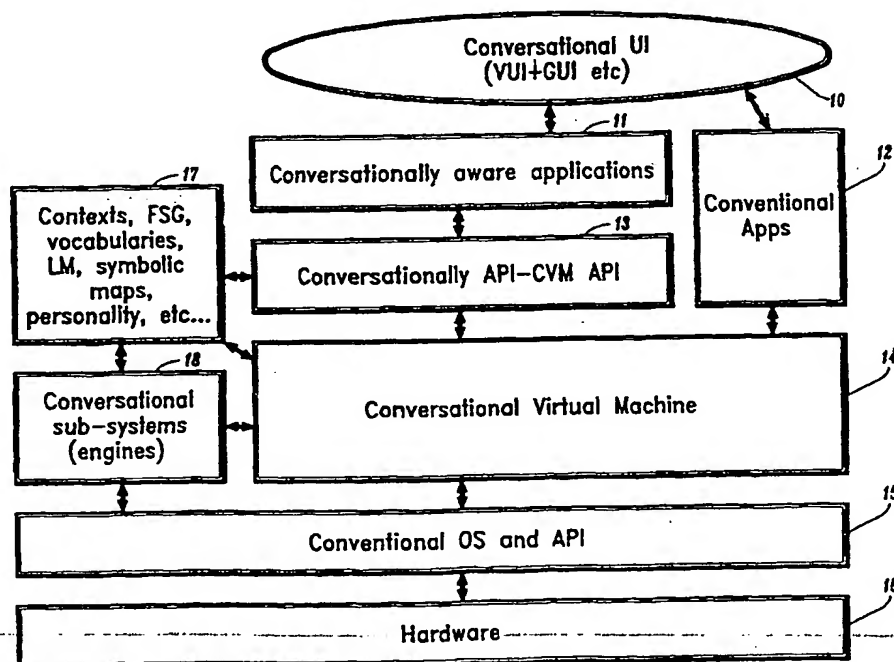 Conversational UI
(VUI+GUI etc)
10
11
Conversationally aware applications
12
Conventional
Apps
17
Contexts, FSG,
vocabularies,
LM, symbolic
maps,
personality, etc...
13
Conversationally API-CVM API
14
Conversational Virtual Machine
18
Conversational
sub-systems
(engines)
15
Conventional OS and API
16
Hardware